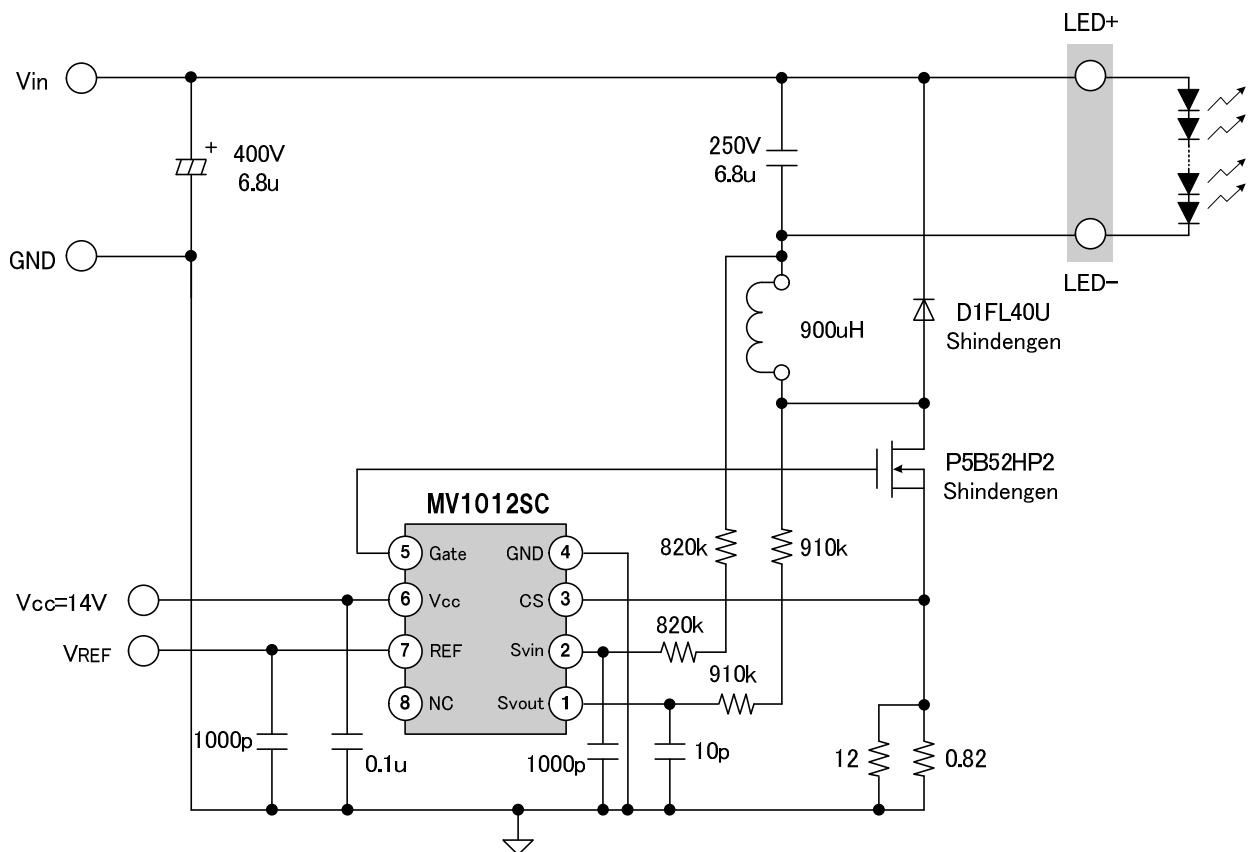 LED+
Vin
+
400V
6.8u
250V
6.8u
GND
LED−
900uH
D1FL40U
Shindengen
P5B52HP2
Shindengen
MV1012SC
820k
910k
5 Gate
GND 4
Vcc=14V
6 Vcc
CS 3
820k
VREF
7 REF
Svin 2
910k
8 NC
Svout 1
1000p
0.1u
1000p
10p
12
0.82